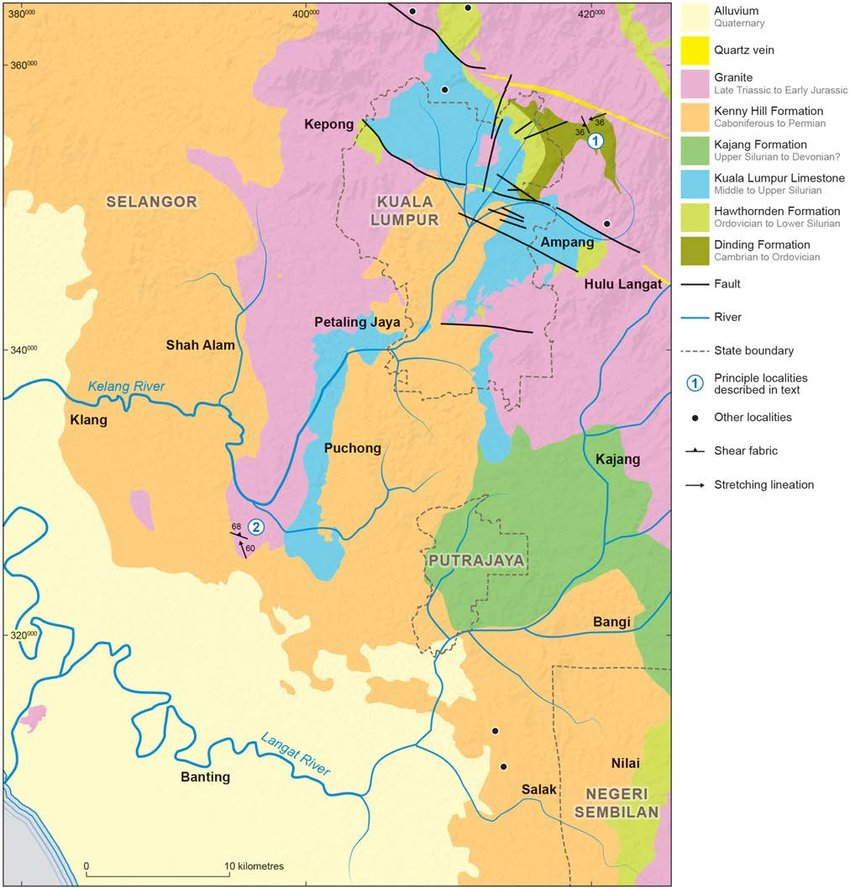 380⁰⁰⁰
400⁰⁰⁰
420⁰⁰⁰
360⁰⁰⁰
340⁰⁰⁰
320⁰⁰⁰
Kepong
SELANGOR
KUALA
LUMPUR
36
36
1
Ampang
Hulu Langat
Petaling Jaya
Shah Alam
Kelang River
Klang
Puchong
Kajang
68
2
60
PUTRAJAYA
Bangi
Langat River
Banting
Nilai
Salak
NEGERI
SEMBILAN
0
10 kilometres
Alluvium
Quaternary
Quartz vein
Granite
Late Triassic to Early Jurassic
Kenny Hill Formation
Caboniferous to Permian
Kajang Formation
Upper Silurian to Devonian?
Kuala Lumpur Limestone
Middle to Upper Silurian
Hawthornden Formation
Ordovician to Lower Silurian
Dinding Formation
Cambrian to Ordovician
Fault
River
State boundary
1
Principle localities
described in text
Other localities
Shear fabric
Stretching lineation